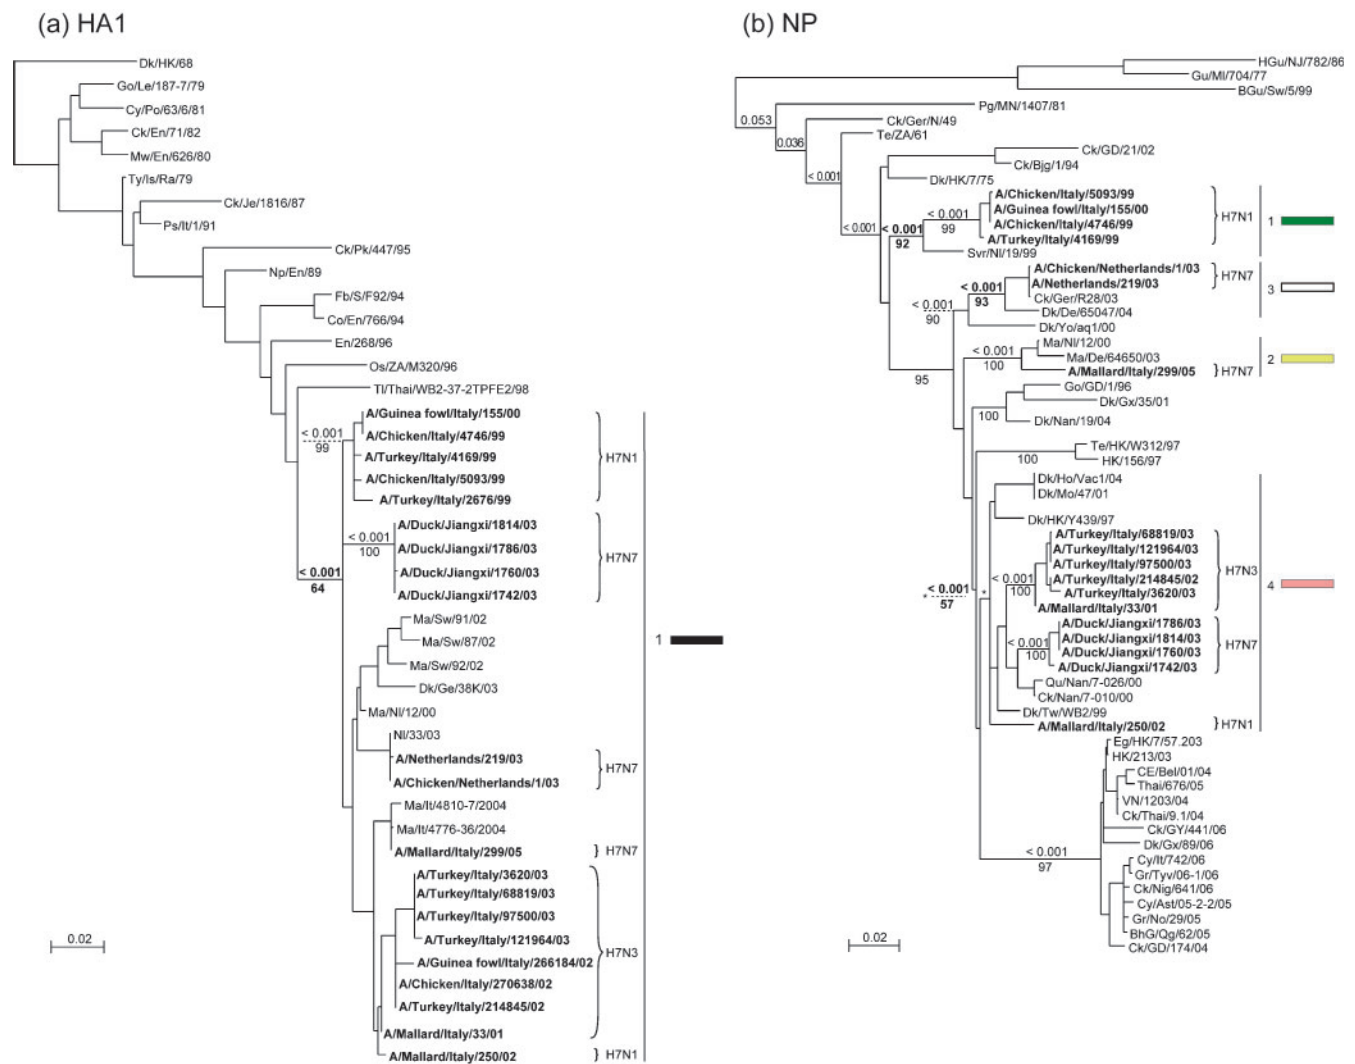 (a) HA1
Dk/HK/68
Go/Le/187-7/79
Cy/Po/63/6/81
Ck/En/71/82
Mw/En/626/80
Ty/Is/Ra/79
Ck/Je/1816/87
Ps/It/1/91
Ck/Pk/447/95
Np/En/89
Fb/S/F92/94
Co/En/766/94
En/268/96
Os/ZA/M320/96
Tl/Thai/WB2-37-2TPFE2/98
A/Guinea fowl/Italy/155/00
< 0.001
A/Chicken/Italy/4746/99
99
A/Turkey/Italy/4169/99
H7N1
A/Chicken/Italy/5093/99
A/Turkey/Italy/2676/99
A/Duck/Jiangxi/1814/03
< 0.001
A/Duck/Jiangxi/1786/03
100
H7N7
A/Duck/Jiangxi/1760/03
< 0.001
64
A/Duck/Jiangxi/1742/03
Ma/Sw/91/02
Ma/Sw/87/02
1
Ma/Sw/92/02
Dk/Ge/38K/03
Ma/Nl/12/00
Nl/33/03
A/Netherlands/219/03
H7N7
A/Chicken/Netherlands/1/03
Ma/It/4810-7/2004
Ma/It/4776-36/2004
A/Mallard/Italy/299/05
H7N7
A/Turkey/Italy/3620/03
A/Turkey/Italy/68819/03
A/Turkey/Italy/97500/03
A/Turkey/Italy/121964/03
H7N3
A/Guinea fowl/Italy/266184/02
A/Chicken/Italy/270638/02
A/Turkey/Italy/214845/02
A/Mallard/Italy/33/01
A/Mallard/Italy/250/02
H7N1
0.02
(b) NP
HGu/NJ/782/86
Gu/MI/704/77
BGu/Sw/5/99
Pg/MN/1407/81
0.053
Ck/Ger/N/49
0.036
Te/ZA/61
< 0.001
Ck/GD/21/02
Ck/Bjg/1/94
Dk/HK/7/75
A/Chicken/Italy/5093/99
A/Guinea fowl/Italy/155/00
< 0.001
A/Chicken/Italy/4746/99
H7N1
1
< 0.001
< 0.001
99
92
A/Turkey/Italy/4169/99
Svr/Nl/19/99
A/Chicken/Netherlands/1/03
H7N7
A/Netherlands/219/03
< 0.001
93
3
Ck/Ger/R28/03
< 0.001
90
Dk/De/65047/04
Dk/Yo/aq1/00
Ma/Nl/12/00
< 0.001
100
Ma/De/64650/03
2
A/Mallard/Italy/299/05
H7N7
95
Go/GD/1/96
Dk/Gx/35/01
100
Dk/Nan/19/04
Te/HK/W312/97
100
HK/156/97
Dk/Ho/Vac1/04
Dk/Mo/47/01
Dk/HK/Y439/97
A/Turkey/Italy/68819/03
A/Turkey/Italy/121964/03
A/Turkey/Italy/97500/03
H7N3
< 0.001
100
A/Turkey/Italy/214845/02
A/Turkey/Italy/3620/03
4
< 0.001
* 57
*
A/Mallard/Italy/33/01
A/Duck/Jiangxi/1786/03
A/Duck/Jiangxi/1814/03
< 0.001
100
A/Duck/Jiangxi/1760/03
H7N7
A/Duck/Jiangxi/1742/03
Qu/Nan/7-026/00
Ck/Nan/7-010/00
Dk/Tw/WB2/99
A/Mallard/Italy/250/02
H7N1
Eg/HK/7/57.203
HK/213/03
CE/Bel/01/04
Thai/676/05
VN/1203/04
Ck/Thai/9.1/04
Ck/GY/441/06
Dk/Gx/89/06
< 0.001
97
Cy/It/742/06
Gr/Tyv/06-1/06
Ck/Nig/641/06
Cy/Ast/05-2-2/05
Gr/No/29/05
BhG/Qg/62/05
Ck/GD/174/04
0.02